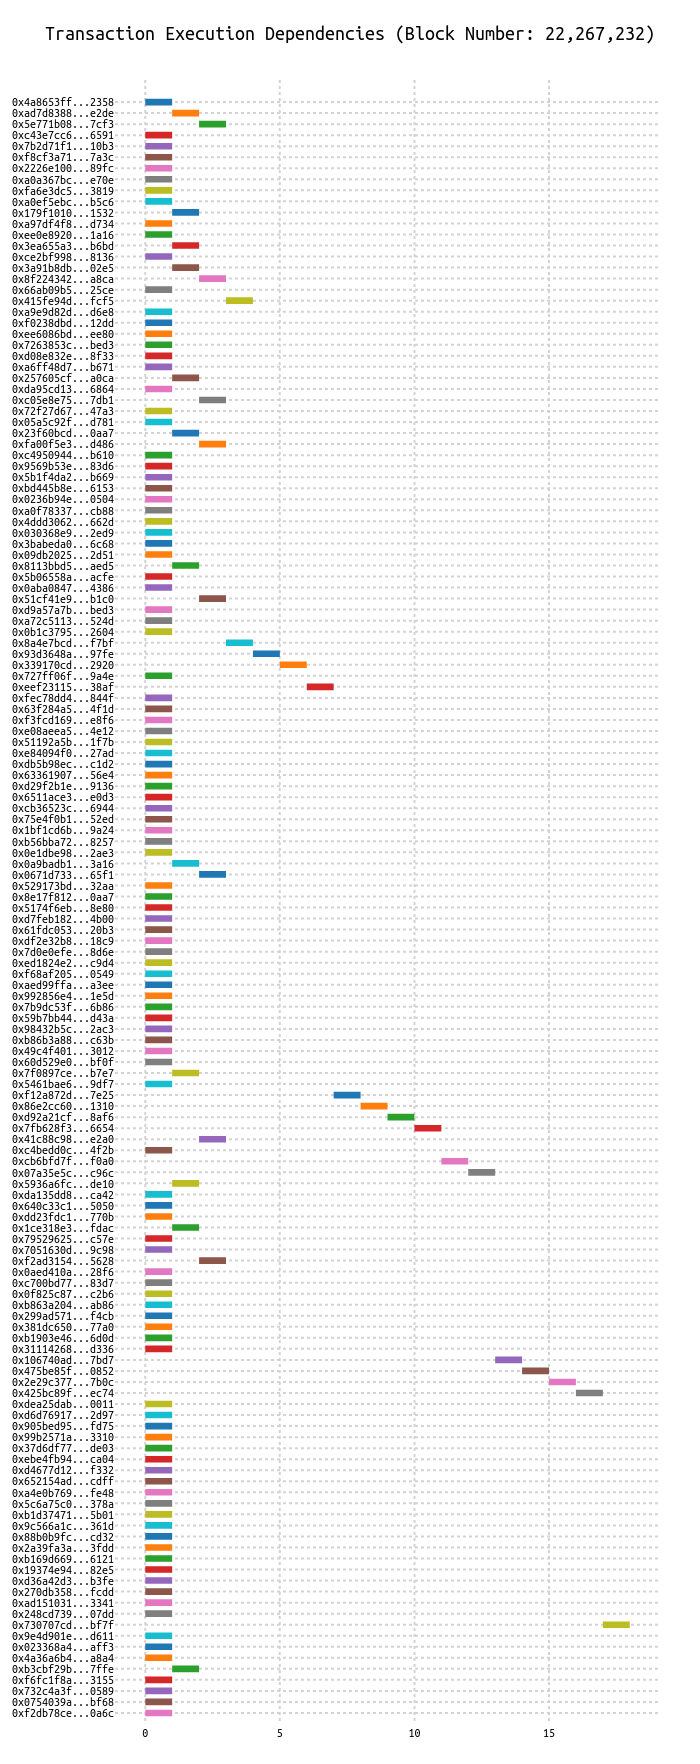 Transaction Execution Dependencies (Block Number: 22,267,232)
0x4a8653ff...2358
0xad7d8388...e2de
0x5e771b08...7cf3
0xc43e7cc6...6591
0x7b2d71f1...10b3
0xf8cf3a71...7a3c
0x2226e100...89fc
0xa0a367bc...e70e
0xfa6e3dc5...3819
0xa0ef5ebc...b5c6
0x179f1010...1532
0xa97df4f8...d734
0xee0e8920...1a16
0x3ea655a3...b6bd
0xce2bf998...8136
0x3a91b8db...02e5
0x8f224342...a8ca
0x66ab09b5...25ce
0x415fe94d...fcf5
0xa9e9d82d...d6e8
0xf0238dbd...12dd
0xee6086bd...ee80
0x7263853c...bed3
0xd08e832e...8f33
0xa6ff48d7...b671
0x257605cf...a0ca
0xda95cd13...6864
0xc05e8e75...7db1
0x72f27d67...47a3
0x05a5c92f...d781
0x23f60bcd...0aa7
0xfa00f5e3...d486
0xc4950944...b610
0x9569b53e...83d6
0x5b1f4da2...b669
0xbd445b8e...6153
0x0236b94e...0504
0xa0f78337...cb88
0x4ddd3062...662d
0x030368e9...2ed9
0x3babeda0...6c68
0x09db2025...2d51
0x8113bbd5...aed5
0x5b06558a...acfe
0x0aba0847...4386
0x51cf41e9...b1c0
0xd9a57a7b...bed3
0xa72c5113...524d
0x0b1c3795...2604
0x8a4e7bcd...f7bf
0x93d3648a...97fe
0x339170cd...2920
0x727ff06f...9a4e
0xeef23115...38af
0xfec78dd4...844f
0x63f284a5...4f1d
0xf3fcd169...e8f6
0xe08aeea5...4e12
0x51192a5b...1f7b
0xe84094f0...27ad
0xdb5b98ec...c1d2
0x63361907...56e4
0xd29f2b1e...9136
0x6511ace3...e0d3
0xcb36523c...6944
0x75e4f0b1...52ed
0x1bf1cd6b...9a24
0xb56bba72...8257
0x0e1dbe98...2ae3
0x0a9badb1...3a16
0x0671d733...65f1
0x529173bd...32aa
0x8e17f812...0aa7
0x5174f6eb...8e80
0xd7feb182...4b00
0x61fdc053...20b3
0xdf2e32b8...18c9
0x7d0e0efe...8d6e
0xed1824e2...c9d4
0xf68af205...0549
0xaed99ffa...a3ee
0x992856e4...1e5d
0x7b9dc53f...6b86
0x59b7bb44...d43a
0x98432b5c...2ac3
0xb86b3a88...c63b
0x49c4f401...3012
0x60d529e0...bf0f
0x7f0897ce...b7e7
0x5461bae6...9df7
0xf12a872d...7e25
0x86e2cc60...1310
0xd92a21cf...8af6
0x7fb628f3...6654
0x41c88c98...e2a0
0xc4bedd0c...4f2b
0xcb6bfd7f...f0a0
0x07a35e5c...c96c
0x5936a6fc...de10
0xda135dd8...ca42
0x640c33c1...5050
0xdd23fdc1...770b
0x1ce318e3...fdac
0x79529625...c57e
0x7051630d...9c98
0xf2ad3154...5628
0x0aed410a...28f6
0xc700bd77...83d7
0x0f825c87...c2b6
0xb863a204...ab86
0x299ad571...f4cb
0x381dc650...77a0
0xb1903e46...6d0d
0x31114268...d336
0x106740ad...7bd7
0x475be85f...0852
0x2e29c377...7b0c
0x425bc89f...ec74
0xdea25dab...0011
0xd6d76917...2d97
0x905bed95...fd75
0x99b2571a...3310
0x37d6df77...de03
0xebe4fb94...ca04
0xd4677d12...f332
0x652154ad...cdff
0xa4e0b769...fe48
0x5c6a75c0...378a
0xb1d37471...5b01
0x9c566a1c...361d
0x88b0b9fc...cd32
0x2a39fa3a...3fdd
0xb169d669...6121
0x19374e94...82e5
0xd36a42d3...b3fe
0x270db358...fcdd
0xad151031...3341
0x248cd739...07dd
0x730707cd...bf7f
0x9e4d901e...d611
0x023368a4...aff3
0x4a36a6b4...a8a4
0xb3cbf29b...7ffe
0xf6fc1f8a...3155
0x732c4a3f...0589
0x0754039a...bf68
0xf2db78ce...0a6c
0 5 10 15